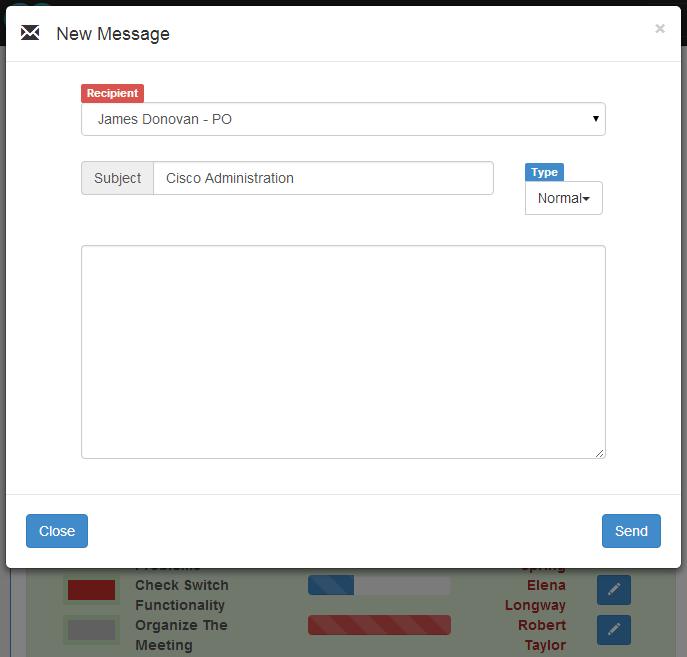 New Message
×
Recipient
James Donovan - PO
Subject
Cisco Administration
Type
Normal
Close
Send
Problems
Spring
Check Switch
Functionality
Elena
Longway
Organize The
Meeting
Robert
Taylor